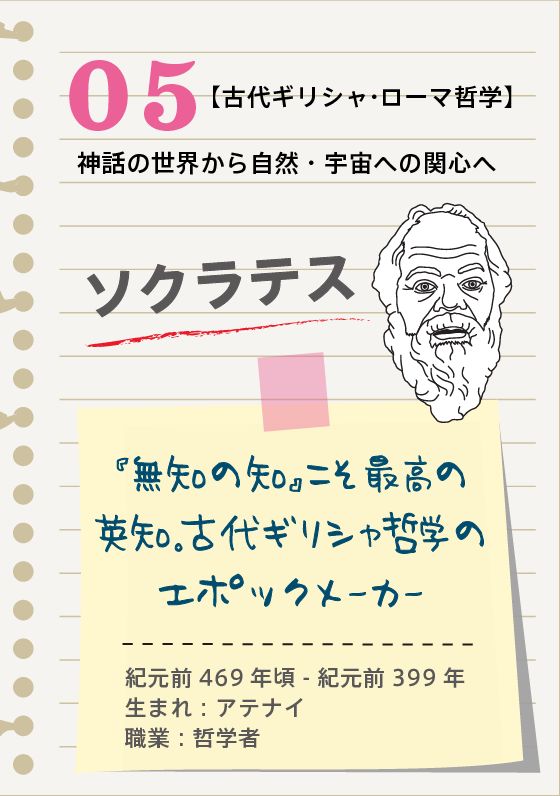 05【古代ギリシャ・ローマ哲学】
神話の世界から自然・宇宙への関心へ
ソクラテス
『無知の知』こそ最高の
英知。古代ギリシャ哲学の
エポックメーカー
紀元前 469 年頃 - 紀元前 399 年
生まれ：アテナイ
職業：哲学者